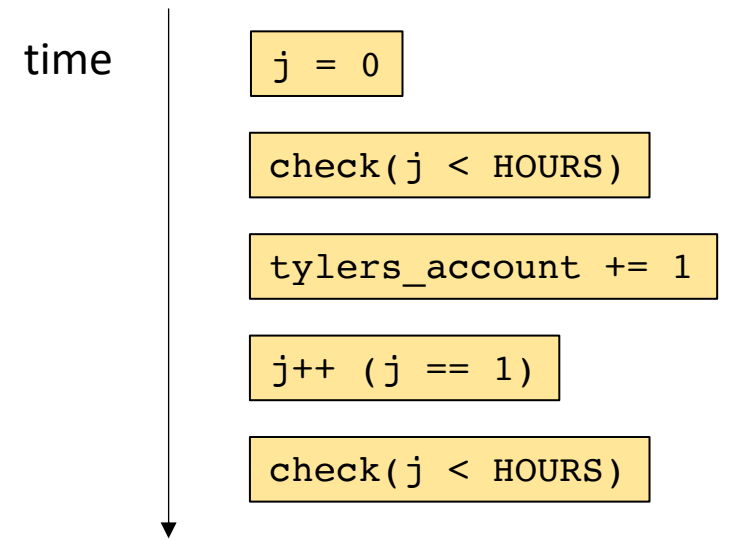 time
j = 0
check(j < HOURS)
tylers_account += 1
j++ (j == 1)
check(j < HOURS)